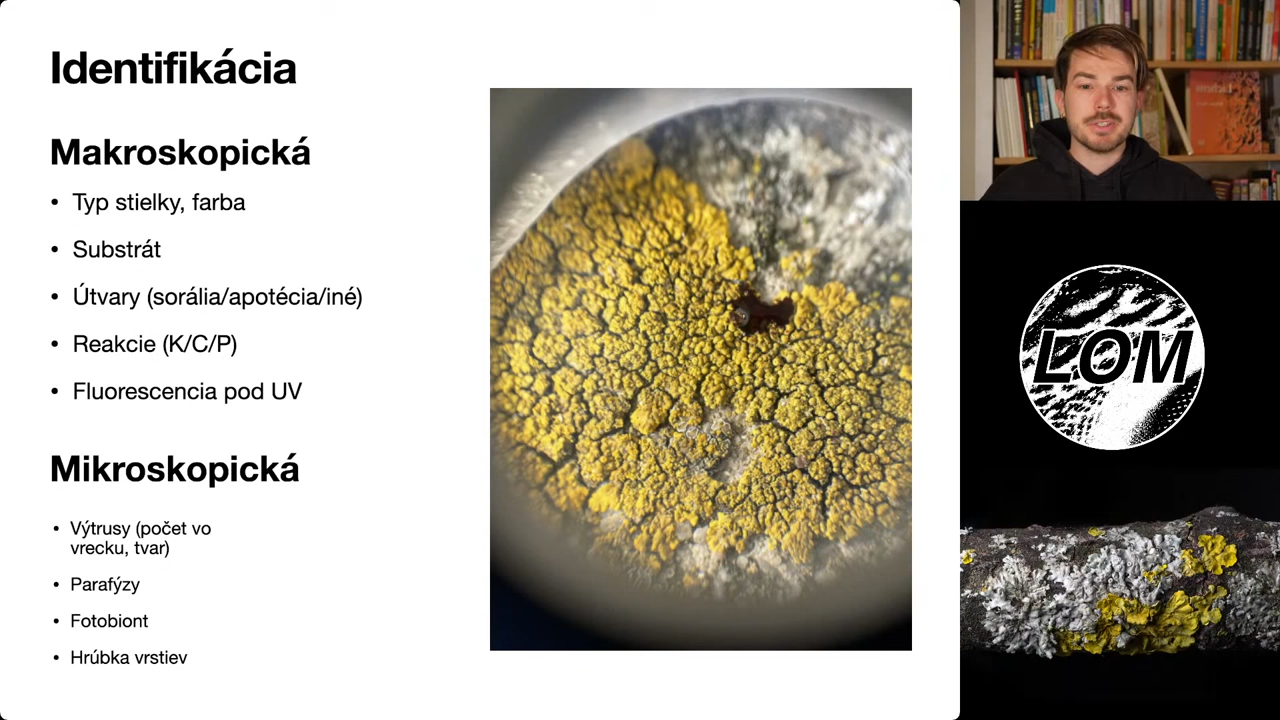 Identifikácia
Makroskopická
• Typ stielky, farba
• Substrát
• Útvary (sorália/apotécia/iné)
• Reakcie (K/C/P)
• Fluorescencia pod UV
Mikroskopická
• Výtrusy (počet vo
vrecku, tvar)
• Parafýzy
• Fotobiont
• Hrúbka vrstiev
LOM